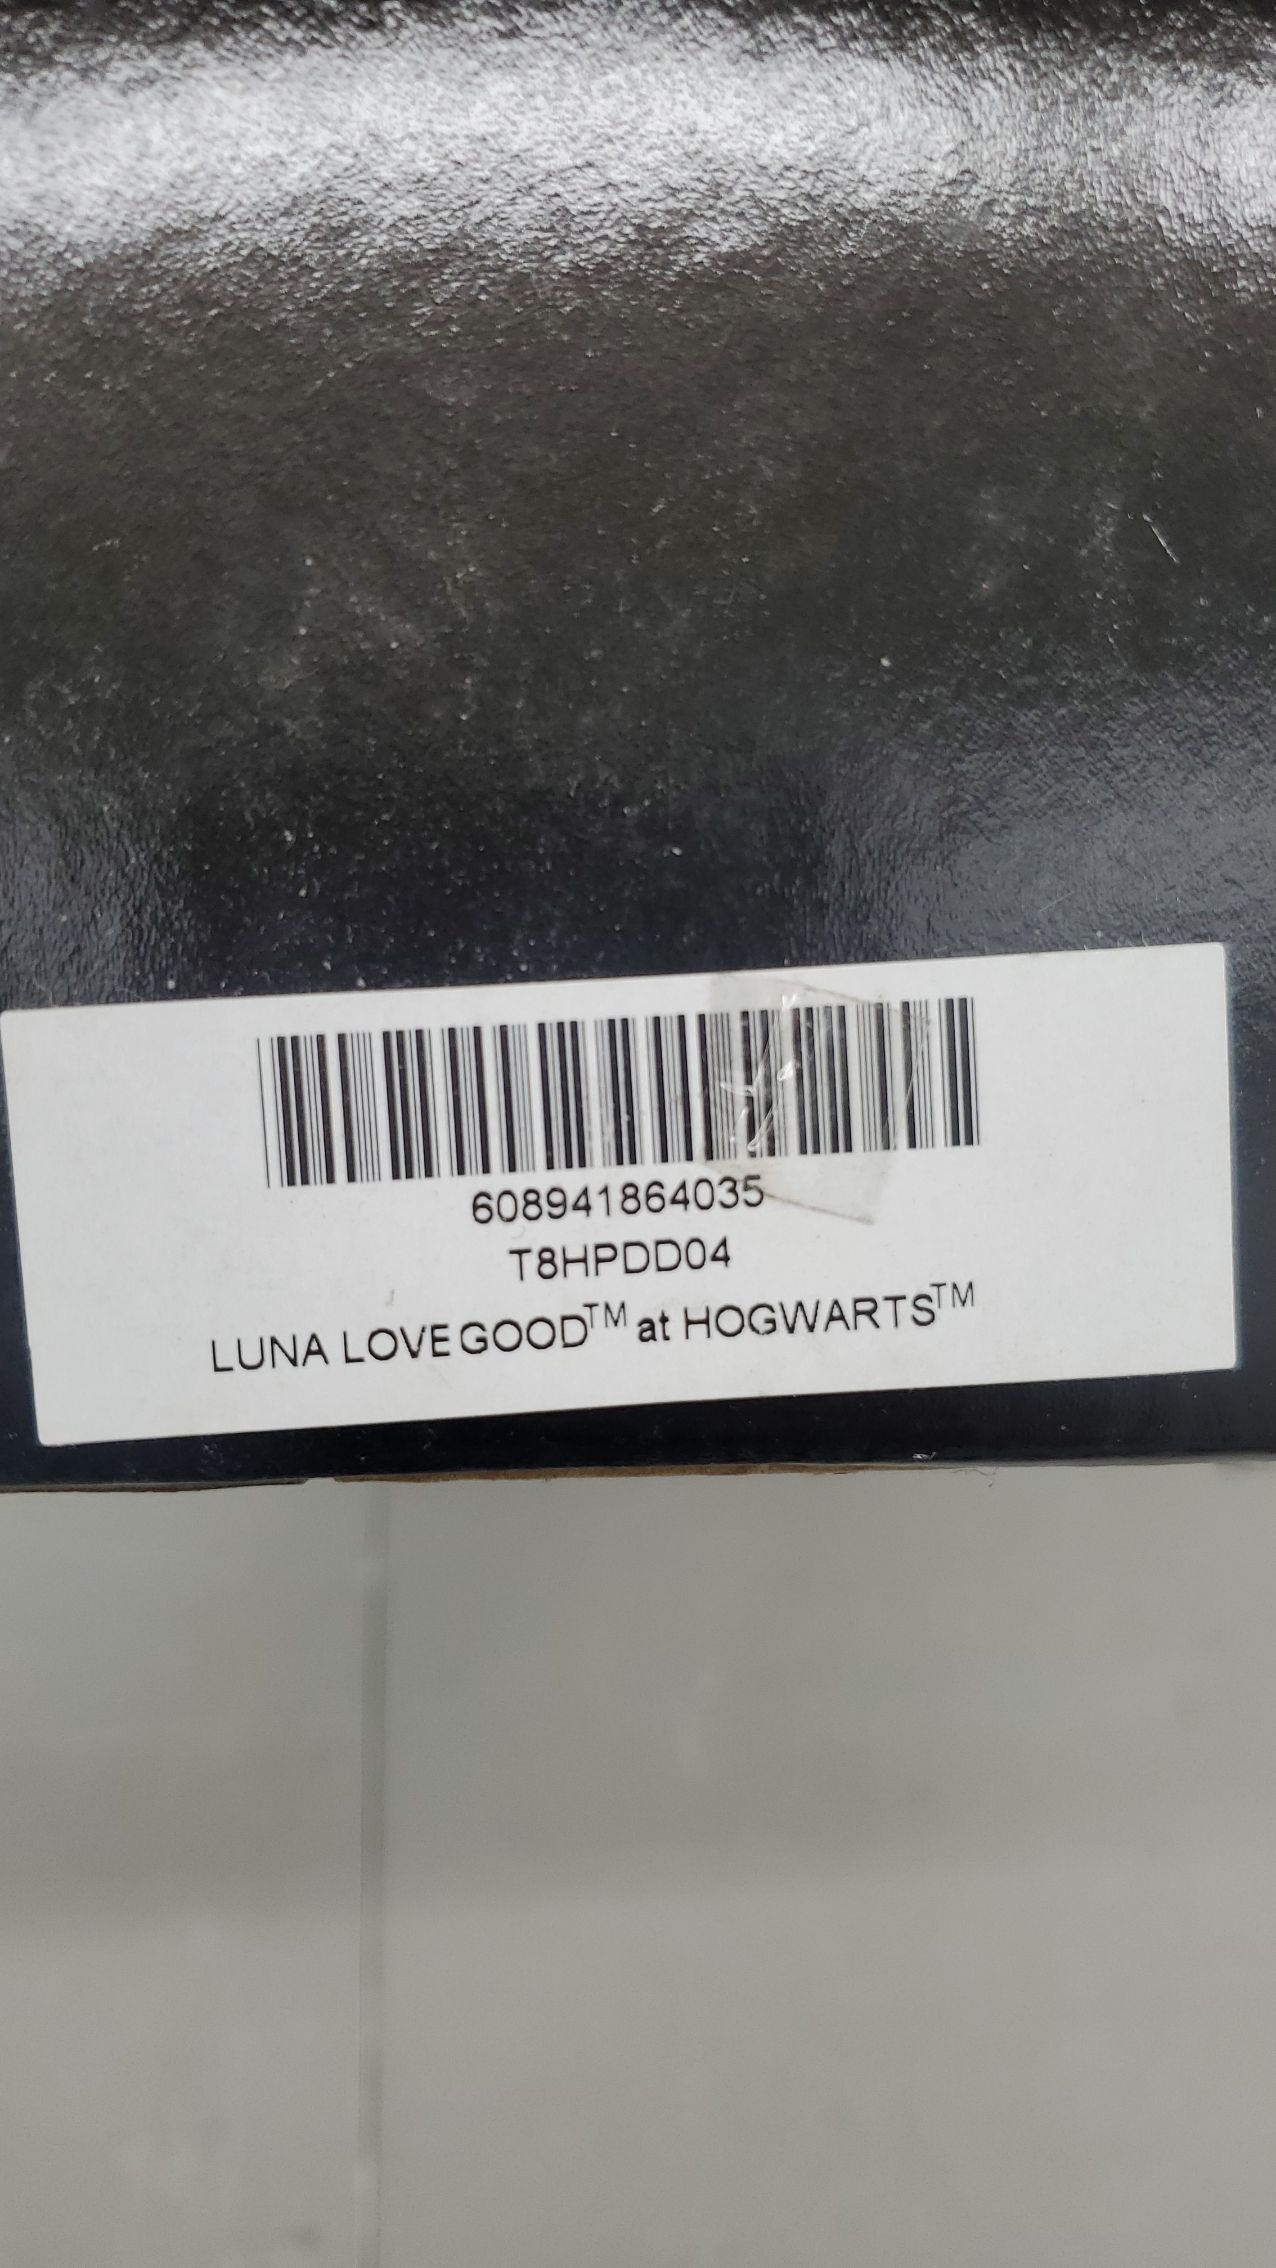 608941864035
T8HPDD04
LUNA LOVEGOOD™ at HOGWARTS™